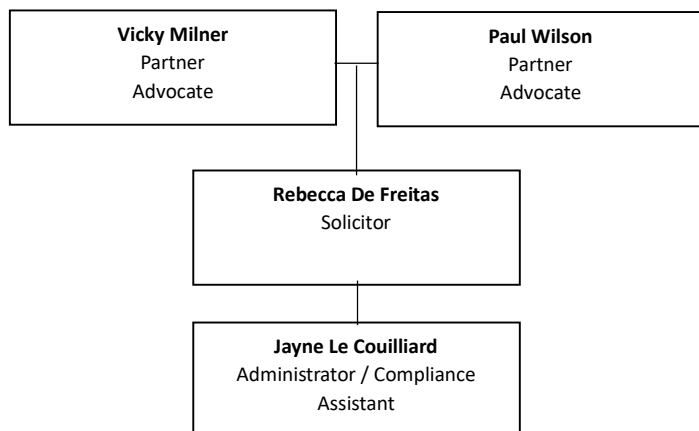 Vicky Milner
Partner
Advocate
Paul Wilson
Partner
Advocate
Rebecca De Freitas
Solicitor
Jayne Le Couilliard
Administrator / Compliance
Assistant